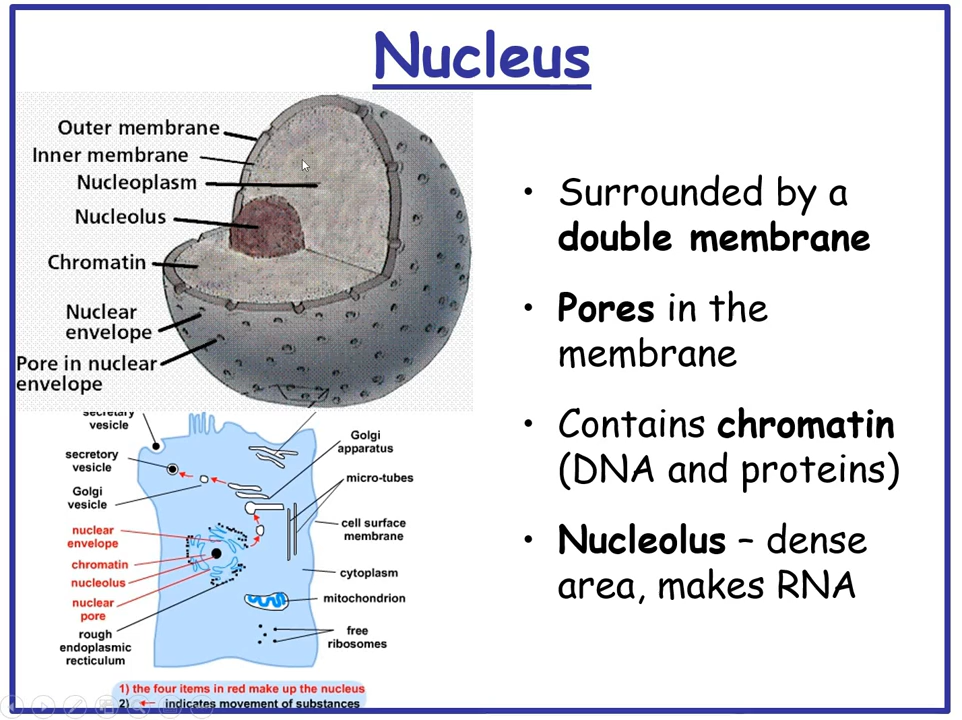 Nucleus
Outer membrane
Inner membrane
Nucleoplasm
Nucleolus
Chromatin
Nuclear
envelope
Pore in nuclear
envelope
• Surrounded by a
double membrane
• Pores in the
membrane
• Contains chromatin
(DNA and proteins)
• Nucleolus – dense
area, makes RNA
secretary
vesicle
secretory
vesicle
Golgi
vesicle
nuclear
envelope
chromatin
nucleolus
nuclear
pore
rough
endoplasmic
recticulum
Golgi
apparatus
micro-tubes
cell surface
membrane
cytoplasm
mitochondrion
free
ribosomes
1) the four items in red make up the nucleus
2) indicates movement of substances